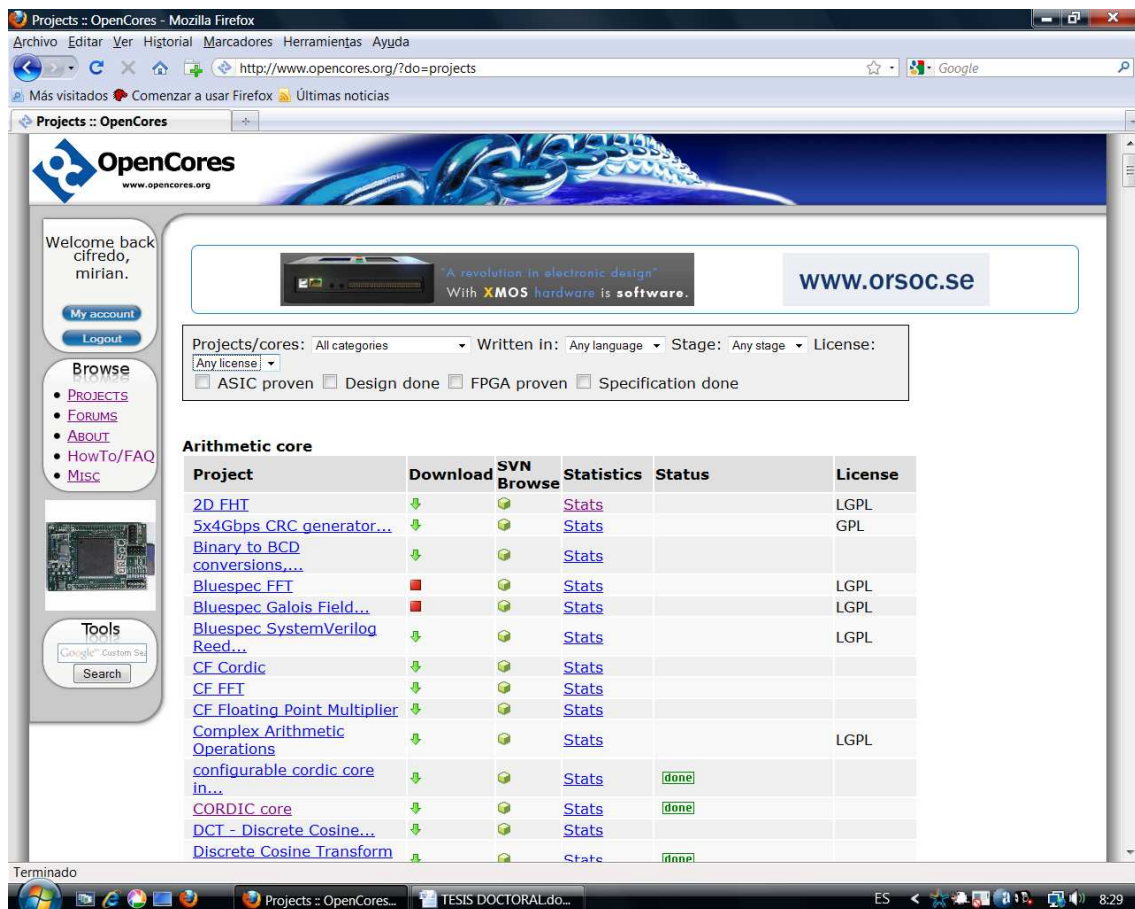 Projects :: OpenCores - Mozilla Firefox
Archivo Editar Ver Historial Marcadores Herramientas Ayuda
http://www.opencores.org/?do=projects
Google
Más visitados Comenzar a usar Firefox Últimas noticias
Projects :: OpenCores
OpenCores
www.opencores.org
Welcome back
cifredo,
mirian.
My account
Logout
Browse
• PROJECTS
• FORUMS
• ABOUT
• HowTo/FAQ
• MISC
ORSoC
Tools
Google™ Custom Sea
Search
"A revolution in electronic design"
With XMOS hardware is software.
www.orsoc.se
Projects/cores: All categories Written in: Any language Stage: Any stage License:
Any license
ASIC proven Design done FPGA proven Specification done
Arithmetic core
Project Download SVN Browse Statistics Status License
2D FHT Stats LGPL
5x4Gbps CRC generator... Stats GPL
Binary to BCD
conversions,... Stats
Bluespec FFT Stats LGPL
Bluespec Galois Field... Stats LGPL
Bluespec SystemVerilog
Reed... Stats LGPL
CF Cordic Stats
CF FFT Stats
CF Floating Point Multiplier Stats
Complex Arithmetic
Operations Stats LGPL
configurable cordic core
in... Stats done
CORDIC core Stats done
DCT - Discrete Cosine... Stats
Discrete Cosine Transform Stats done
Terminado
Projects :: OpenCores... TESIS DOCTORAL.do... ES 8:29